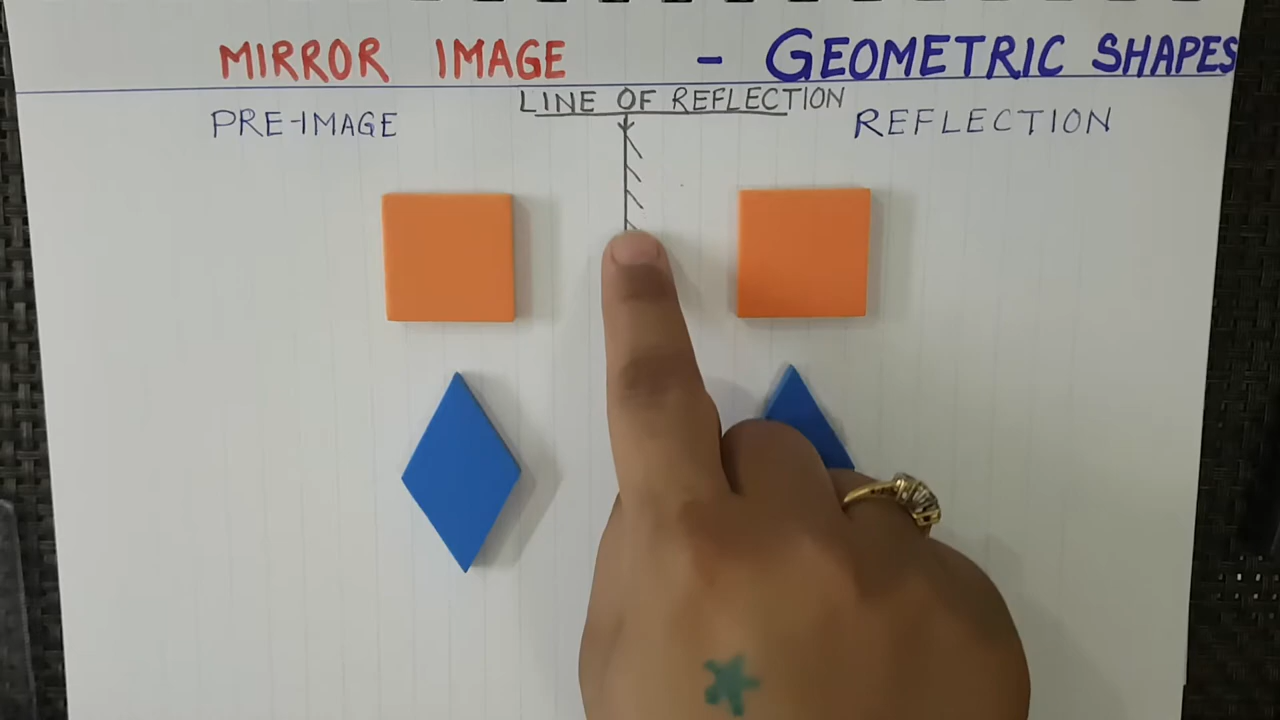 MIRROR IMAGE - GEOMETRIC SHAPES
LINE OF REFLECTION
PRE-IMAGE
REFLECTION